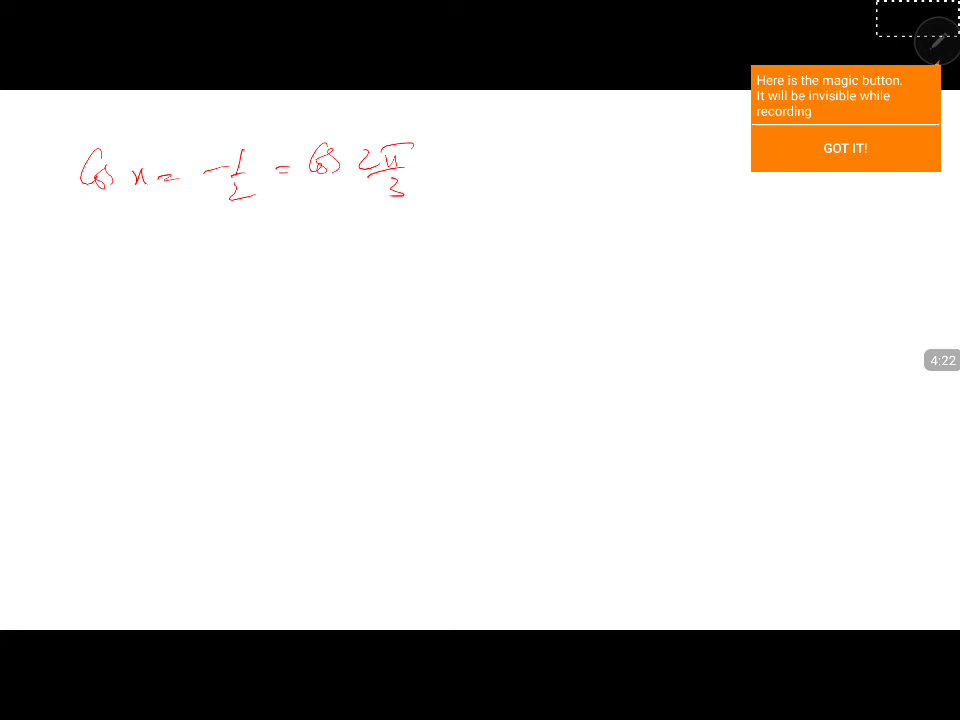 Cos x = -1/2 = Cos 2π/3
Here is the magic button.
It will be invisible while
recording
GOT IT!
4:22